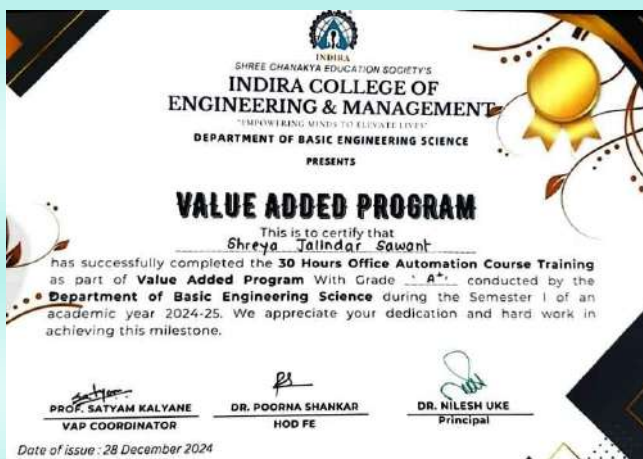 INDIRA
SHREE CHANAKYA EDUCATION SOCIETY'S
INDIRA COLLEGE OF
ENGINEERING & MANAGEMENT
"EMPOWERING MINDS TO ELEVATE LIVES"
DEPARTMENT OF BASIC ENGINEERING SCIENCE
PRESENTS
VALUE ADDED PROGRAM
This is to certify that
Shreya Jalindar Sawant
has successfully completed the 30 Hours Office Automation Course Training
as part of Value Added Program With Grade 'A+' conducted by the
Department of Basic Engineering Science during the Semester I of an
academic year 2024-25. We appreciate your dedication and hard work in
achieving this milestone.
Satyam
PROF. SATYAM KALYANE
VAP COORDINATOR
DR. POORNA SHANKAR
HOD FE
DR. NILESH UKE
Principal
Date of issue : 28 December 2024